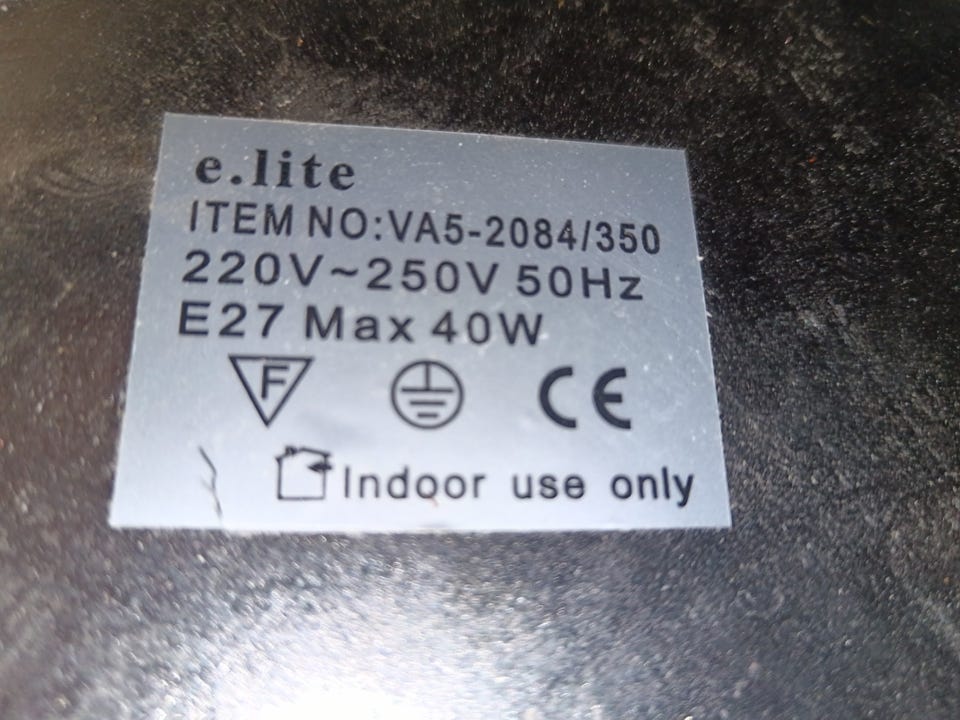 e.lite
ITEM NO:VA5-2084/350
220V~250V 50Hz
E27 Max 40W
F CE
Indoor use only